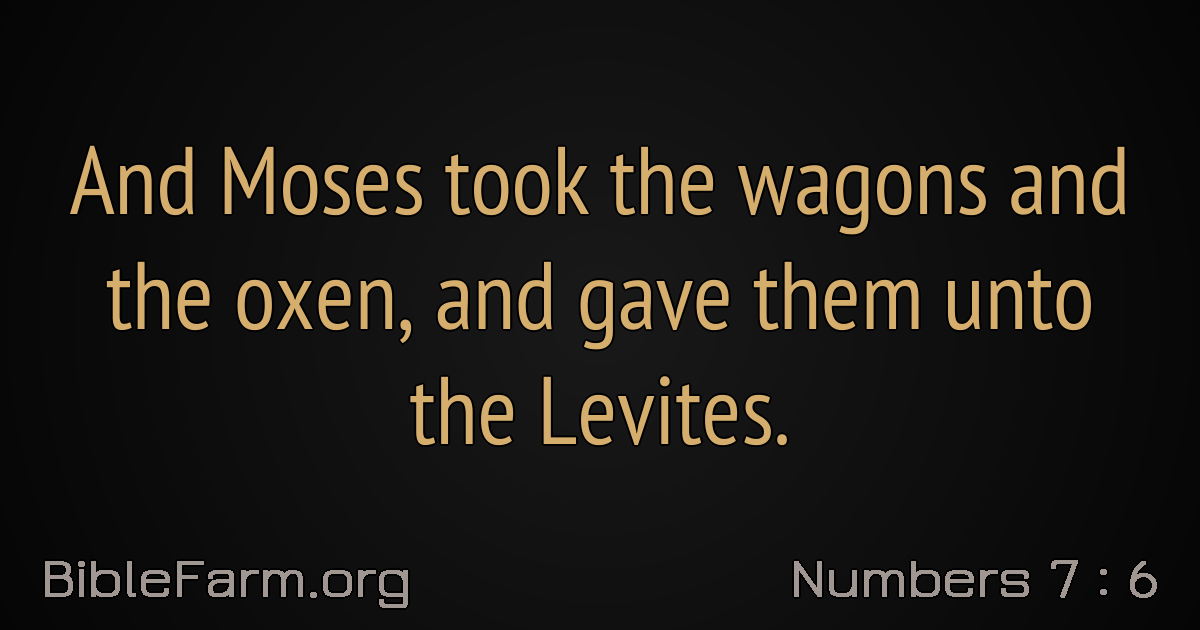 And Moses took the wagons and
the oxen, and gave them unto
the Levites.
BibleFarm.org
Numbers 7 : 6